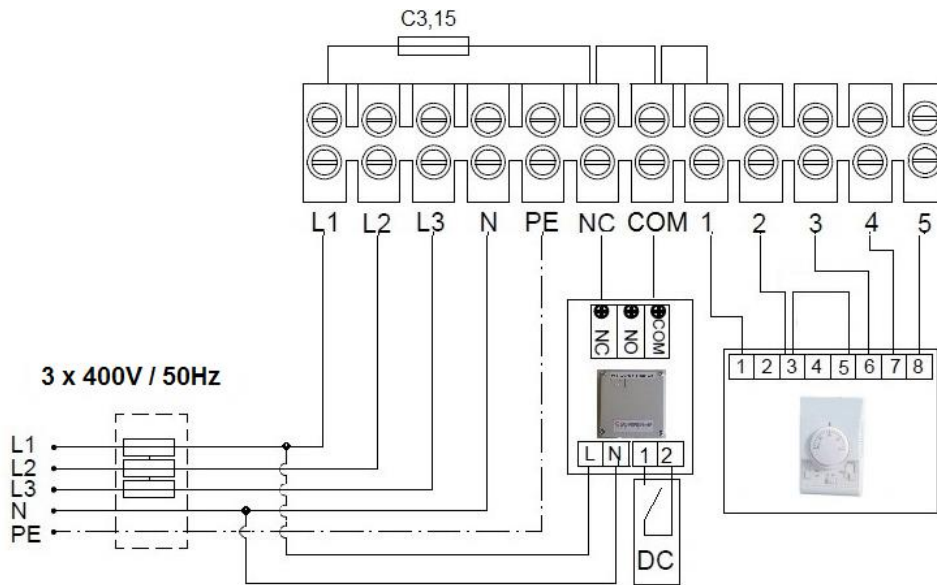 C3,15
L1 L2 L3 N PE NC COM 1 2 3 4 5
NC NO COM
1 2 3 4 5 6 7 8
3 x 400V / 50Hz
L1
L2
L3
N
PE
L N 1 2
DC